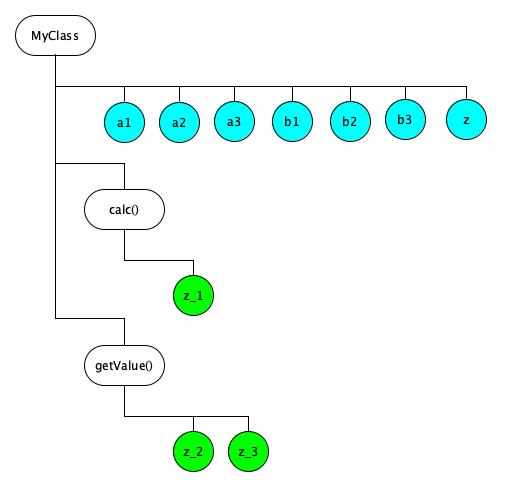 MyClass
a1 a2 a3 b1 b2 b3 z
calc()
z_1
getValue()
z_2 z_3